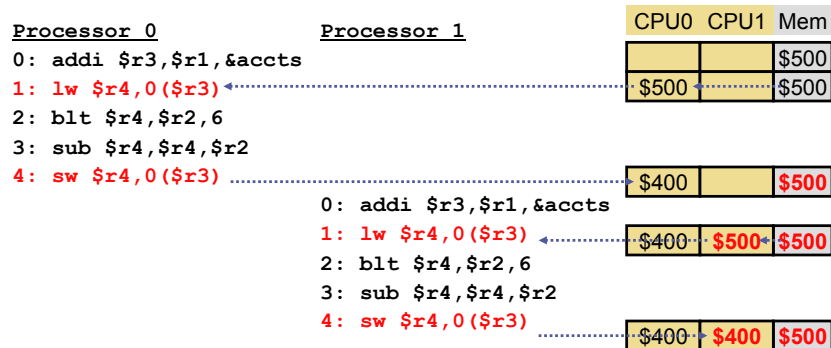 CPU0 CPU1 Mem
Processor 0 Processor 1
0: addi $r3,$r1,&accts $500
1: lw $r4,0($r3) $500 $500
2: blt $r4,$r2,6
3: sub $r4,$r4,$r2
4: sw $r4,0($r3) $400 $500
0: addi $r3,$r1,&accts
1: lw $r4,0($r3) $400 $500 $500
2: blt $r4,$r2,6
3: sub $r4,$r4,$r2
4: sw $r4,0($r3) $400 $400 $500